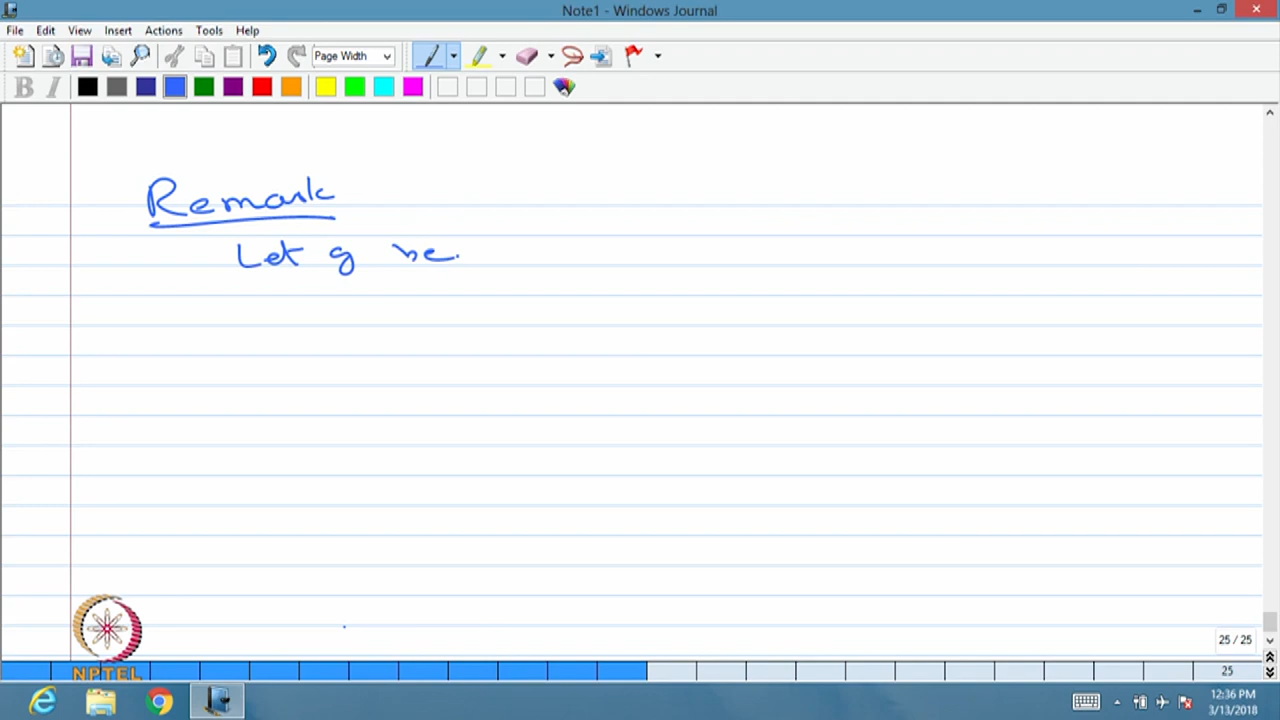 Note1 - Windows Journal
File Edit View Insert Actions Tools Help
Page Width
B I
Remark
Let g be
25 / 25
NPTEL
25
12:36 PM
3/13/2018